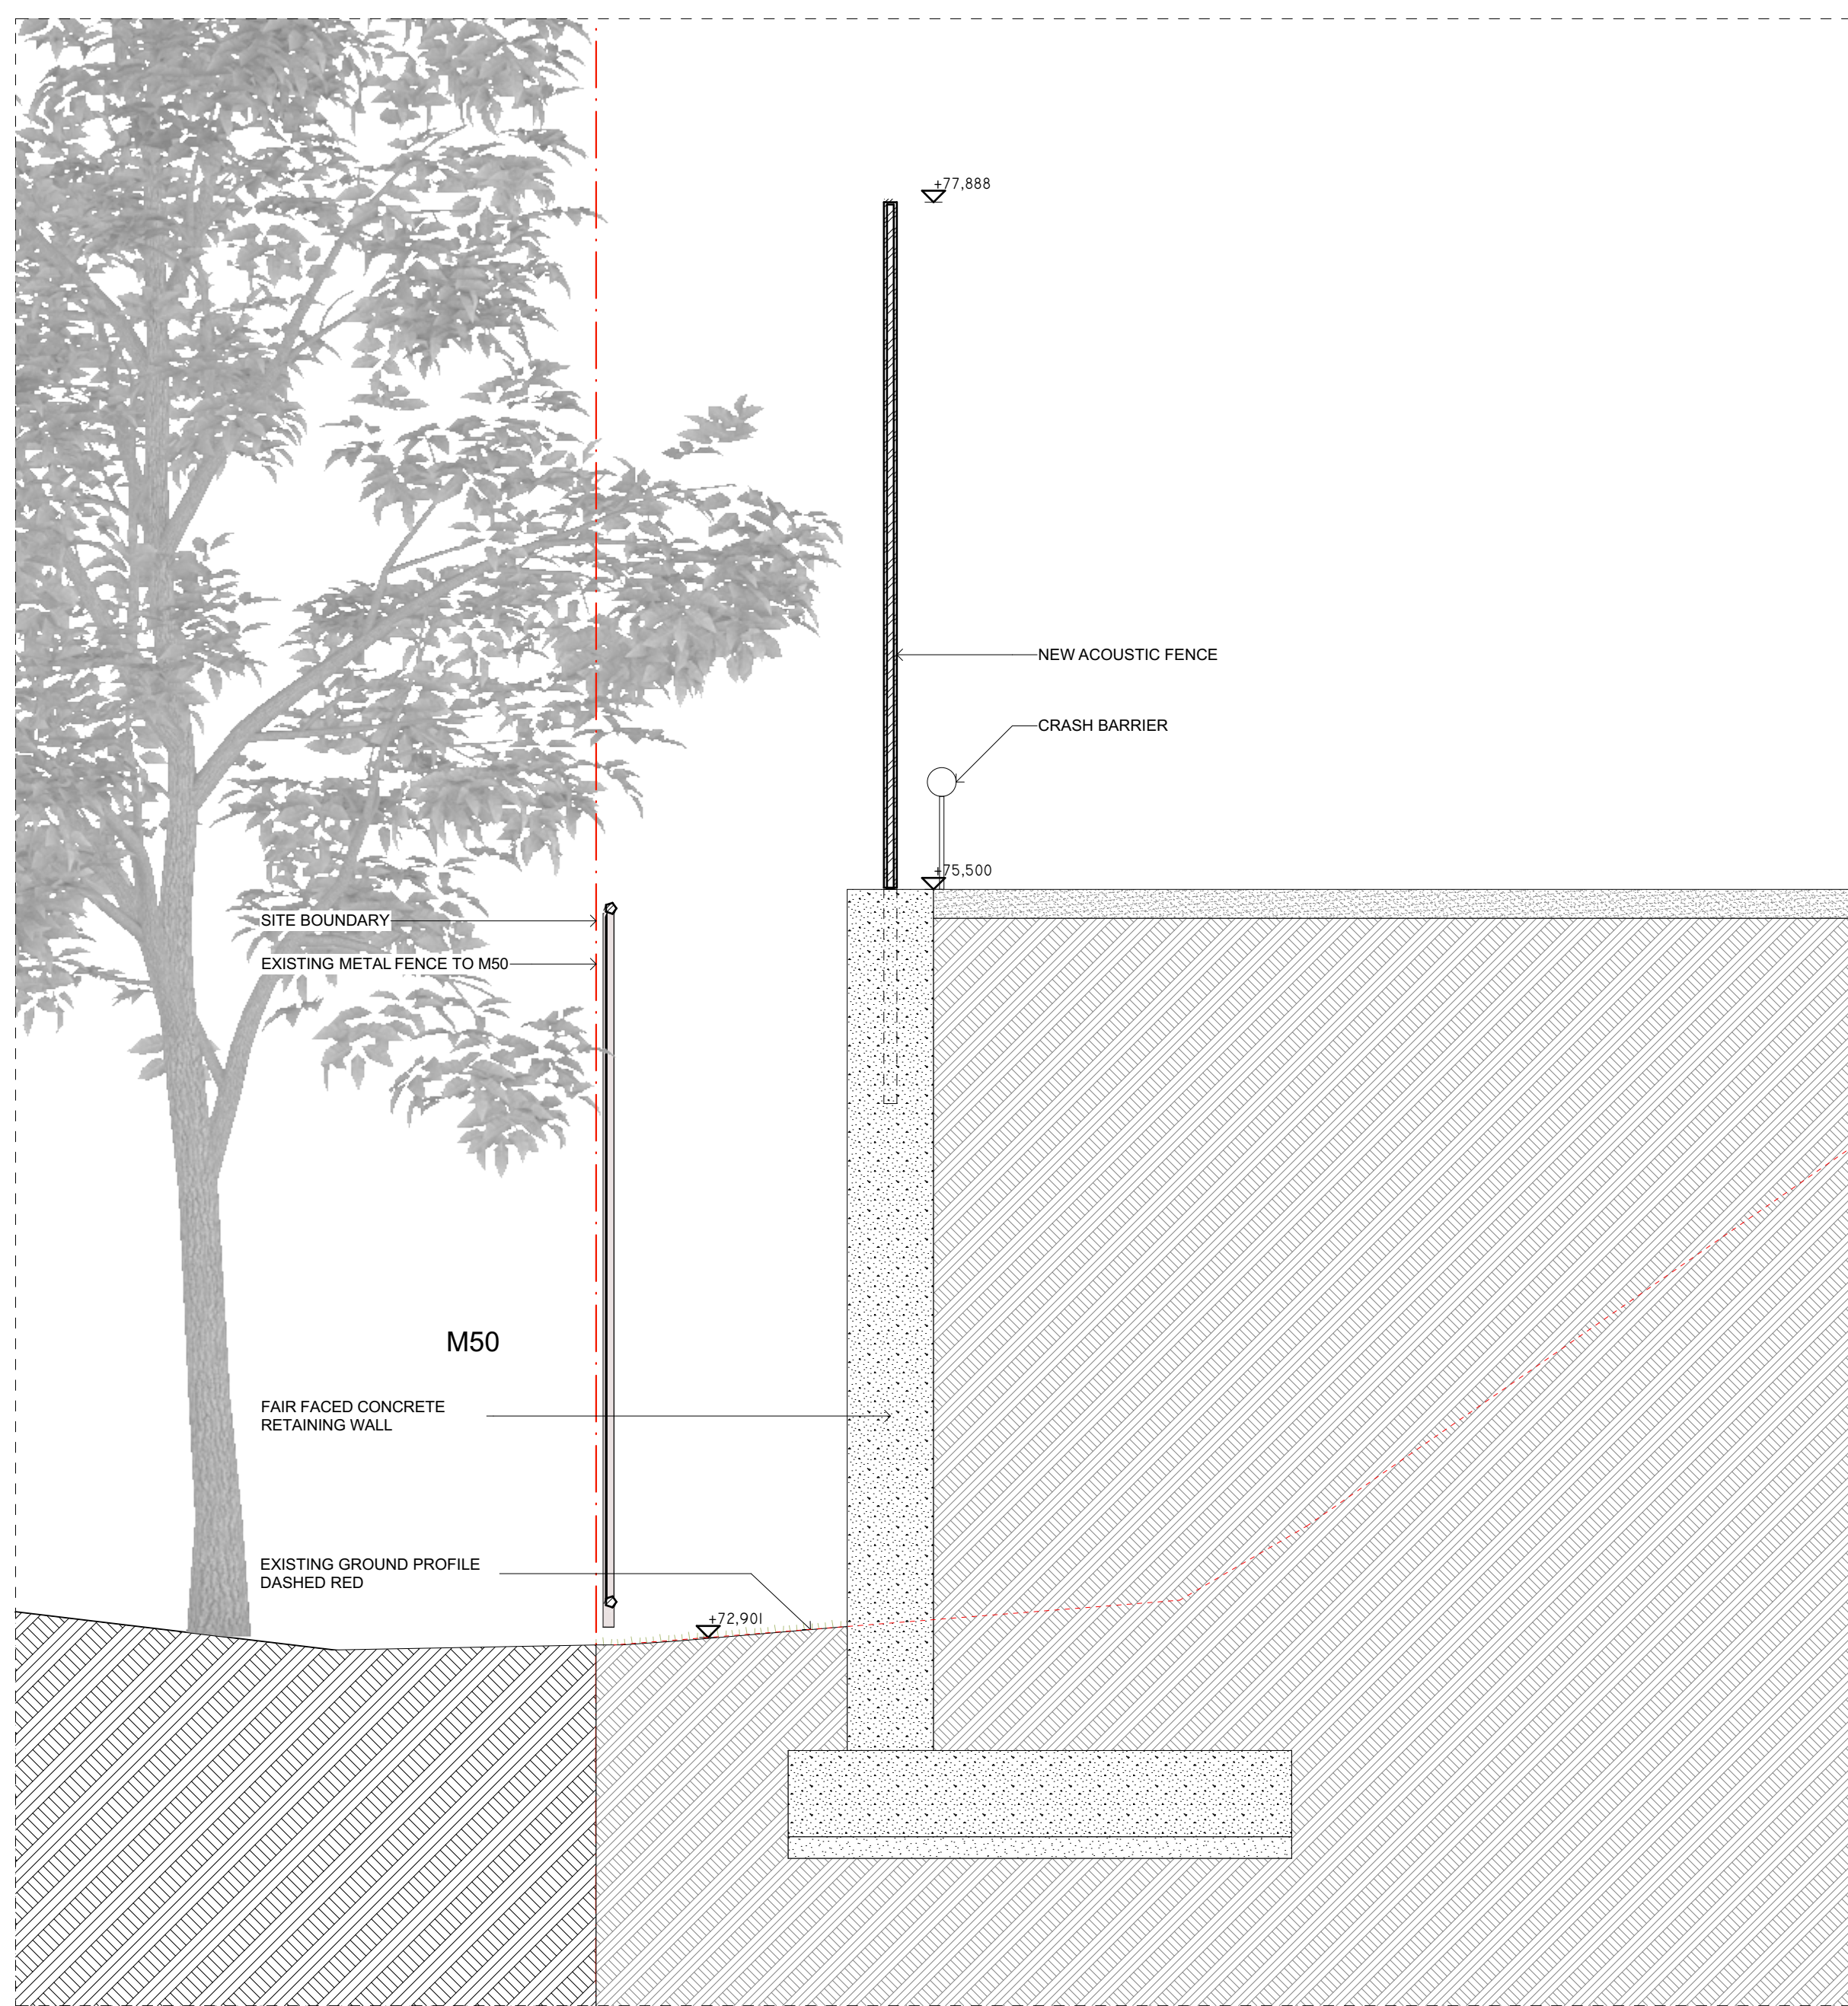 +77,888
NEW ACOUSTIC FENCE
CRASH BARRIER
+75,500
SITE BOUNDARY
EXISTING METAL FENCE TO M50
M50
FAIR FACED CONCRETE
RETAINING WALL
EXISTING GROUND PROFILE
DASHED RED
+72,901